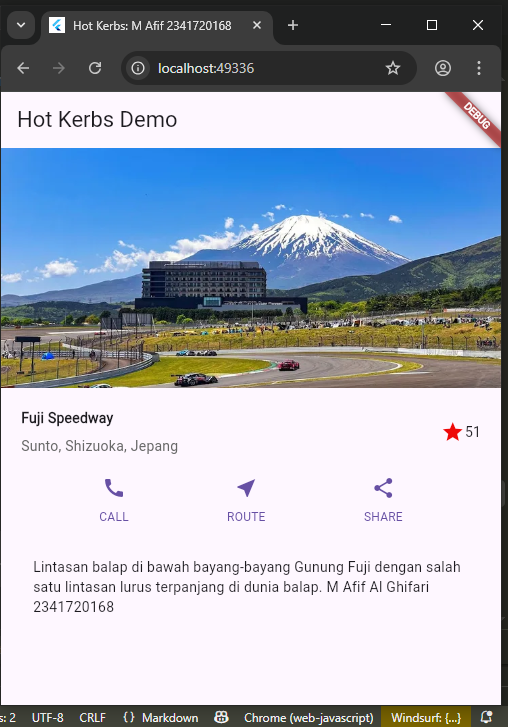 Hot Kerbs: M Afif 2341720168
localhost:49336
Hot Kerbs Demo
DEBUG
Fuji Speedway
Sunto, Shizuoka, Jepang
51
CALL
ROUTE
SHARE
Lintasan balap di bawah bayang-bayang Gunung Fuji dengan salah
satu lintasan lurus terpanjang di dunia balap. M Afif Al Ghifari
2341720168
s: 2
UTF-8
CRLF
{} Markdown
Chrome (web-javascript)
Windsurf: {...}